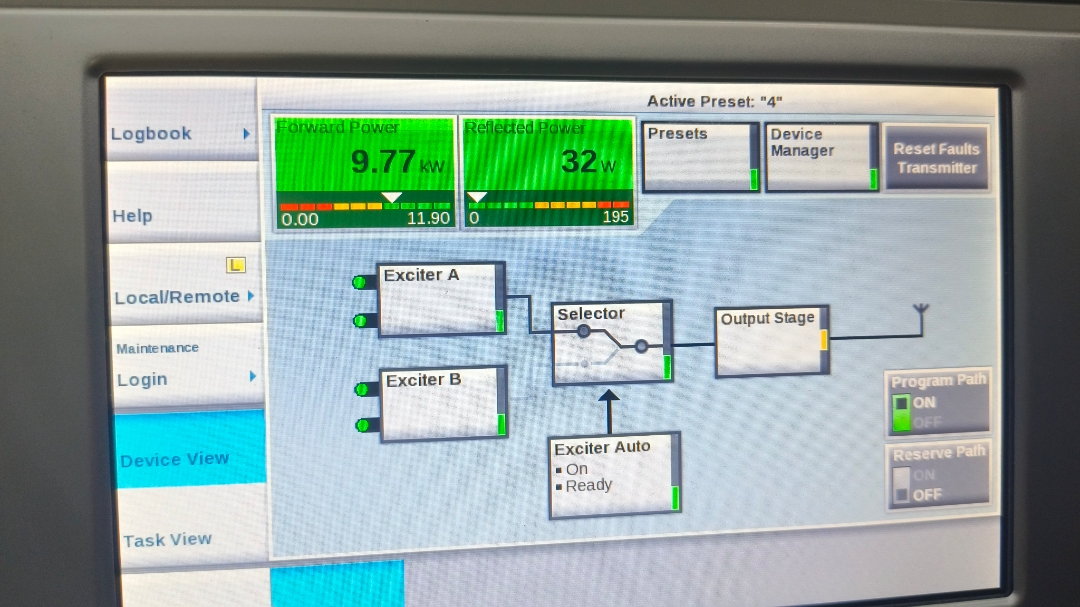 Active Preset: "4"
Logbook
Help
L
Local/Remote
Maintenance
Login
Device View
Task View
Forward Power
9.77 kW
0.00 11.90
Reflected Power
32 W
0 195
Presets
Device
Manager
Reset Faults
Transmitter
Exciter A
Exciter B
Selector
Output Stage
Exciter Auto
On
Ready
Program Path
ON
OFF
Reserve Path
ON
OFF